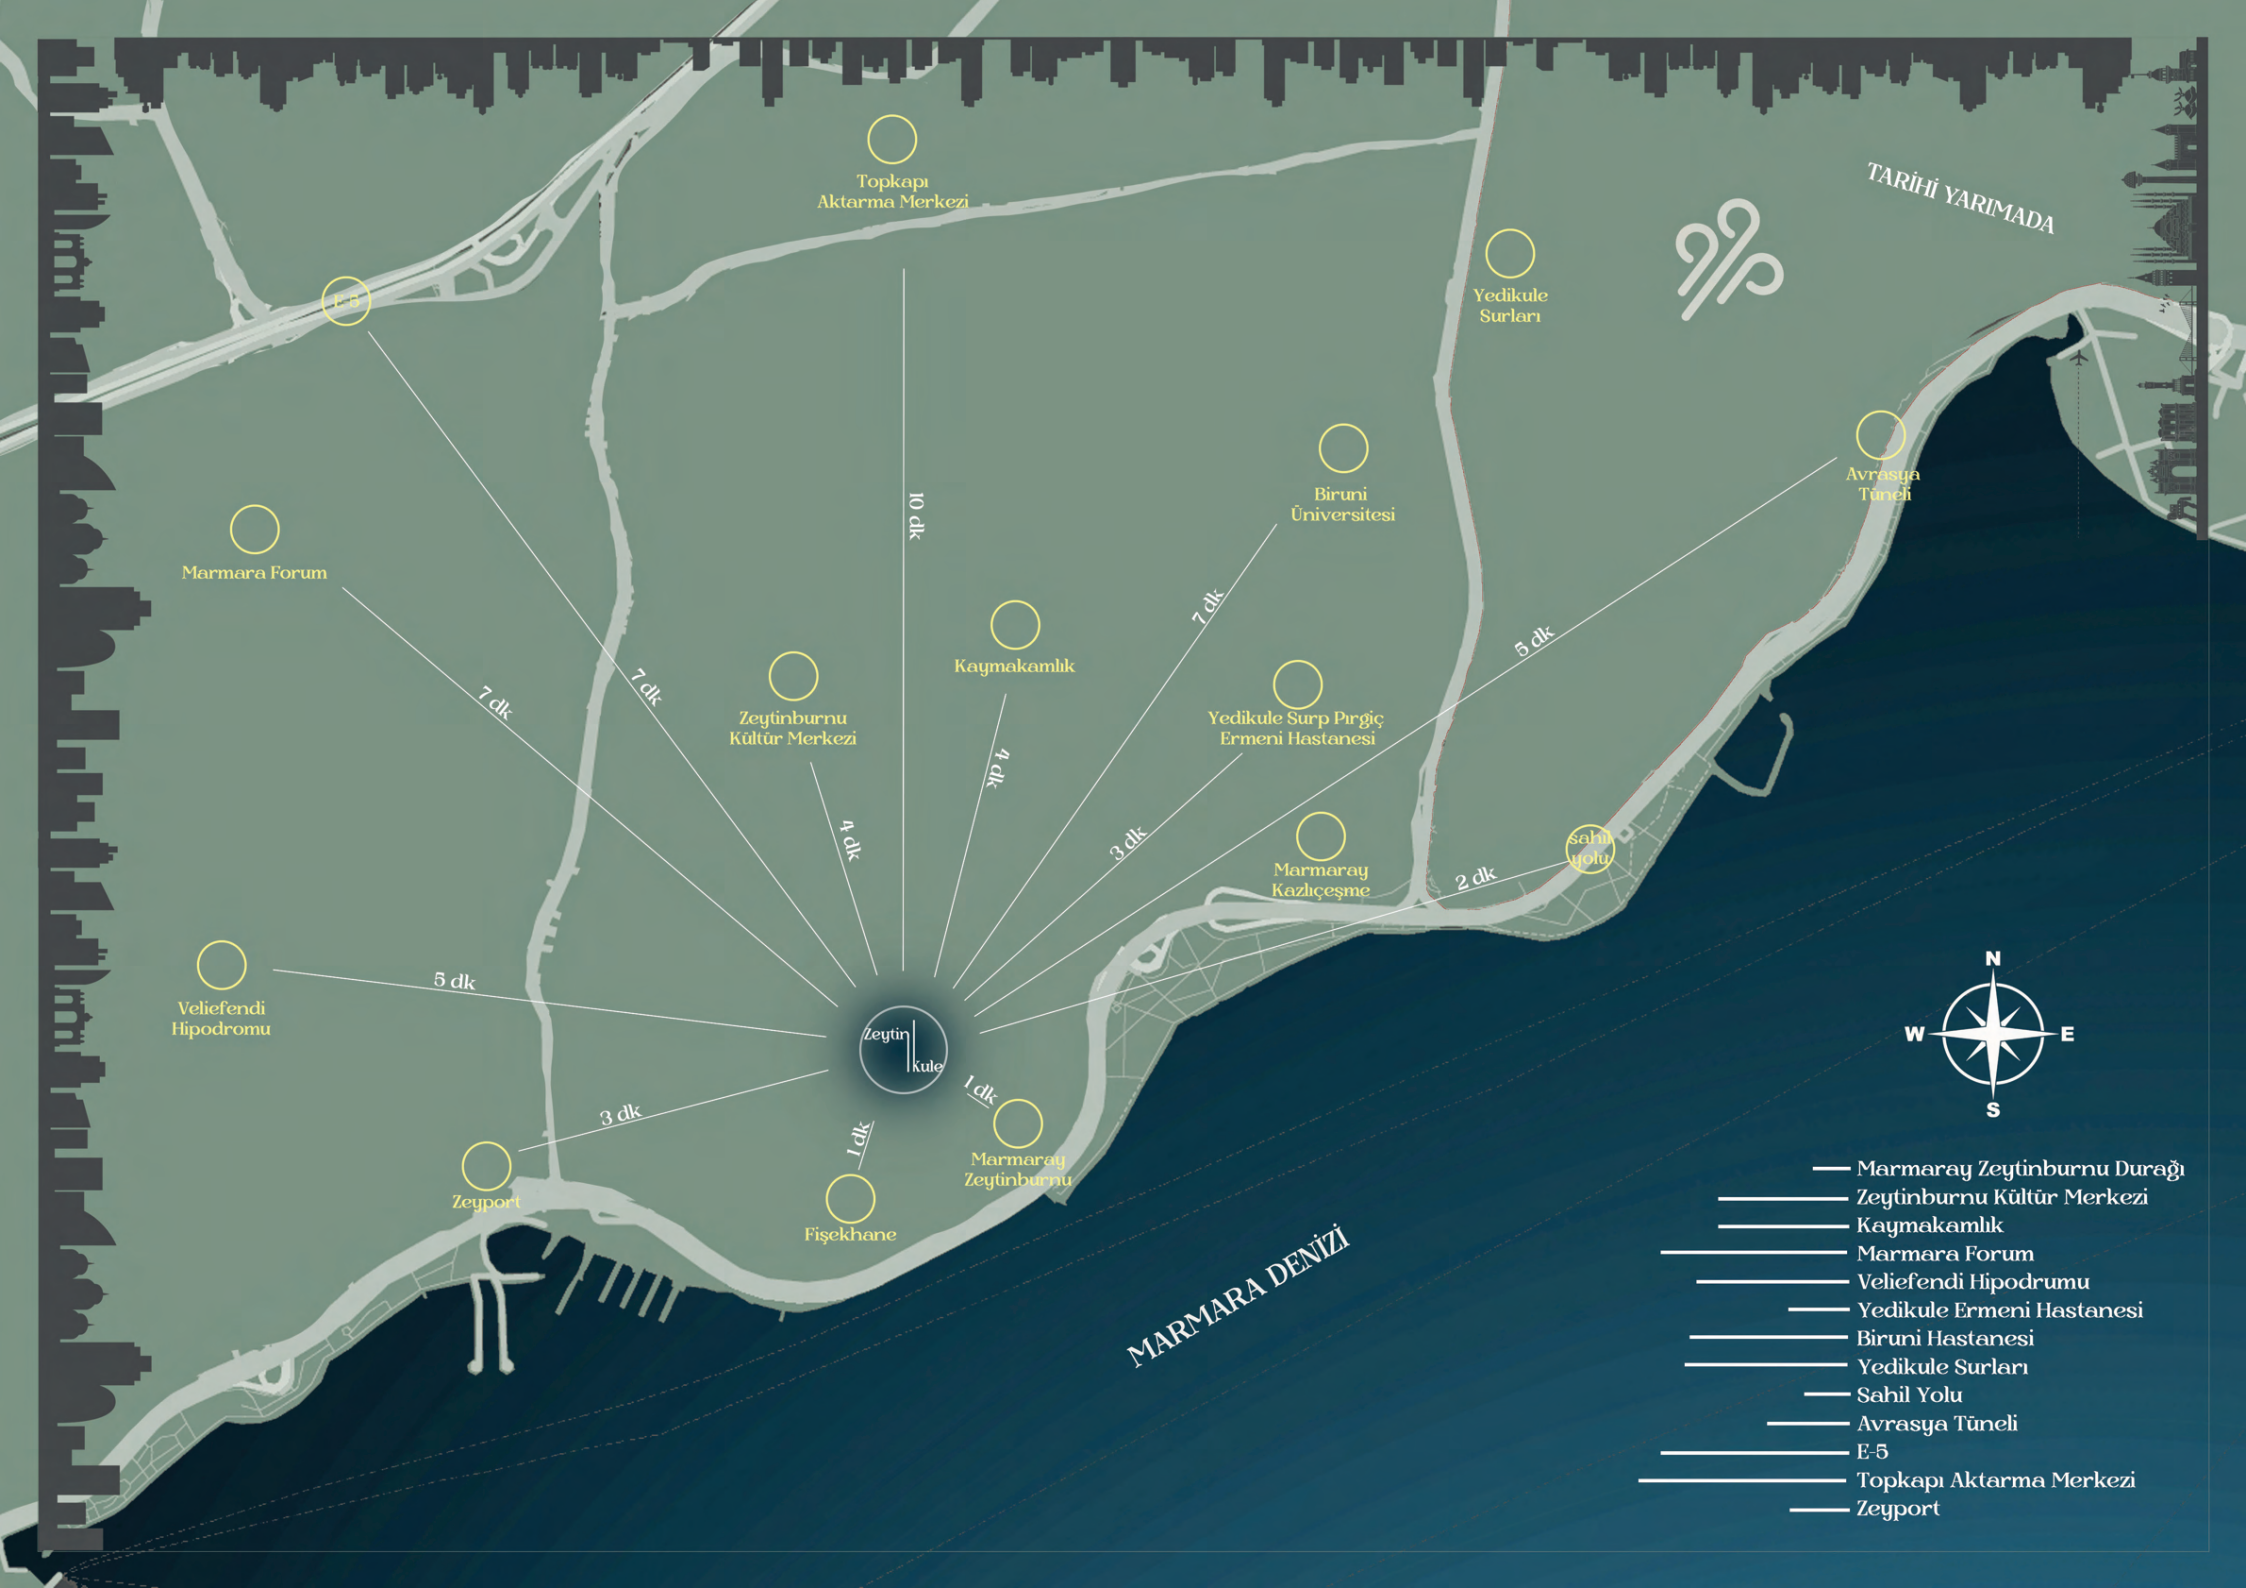 Topkapı
Aktarma Merkezi
TARİHİ YARIMADA
Yedikule
Surları
E-5
Avrasya
Tüneli
Biruni
Üniversitesi
10 dk
Marmara Forum
7 dk
5 dk
Kaymakamlık
7 dk
7 dk
Zeytinburnu
Kültür Merkezi
Yedikule Surp Pırgiç
Ermeni Hastanesi
4 dk
4 dk
3 dk
sahil
yolu
Marmaray
Kazlıçeşme
2 dk
Veliefendi
Hipodromu
5 dk
Zeytin
Kule
N
W
E
S
1 dk
3 dk
1 dk
Marmaray
Zeytinburnu
Zeyport
Fişekhane
MARMARA DENİZİ
Marmaray Zeytinburnu Durağı
Zeytinburnu Kültür Merkezi
Kaymakamlık
Marmara Forum
Veliefendi Hipodrumu
Yedikule Ermeni Hastanesi
Biruni Hastanesi
Yedikule Surları
Sahil Yolu
Avrasya Tüneli
E-5
Topkapı Aktarma Merkezi
Zeyport